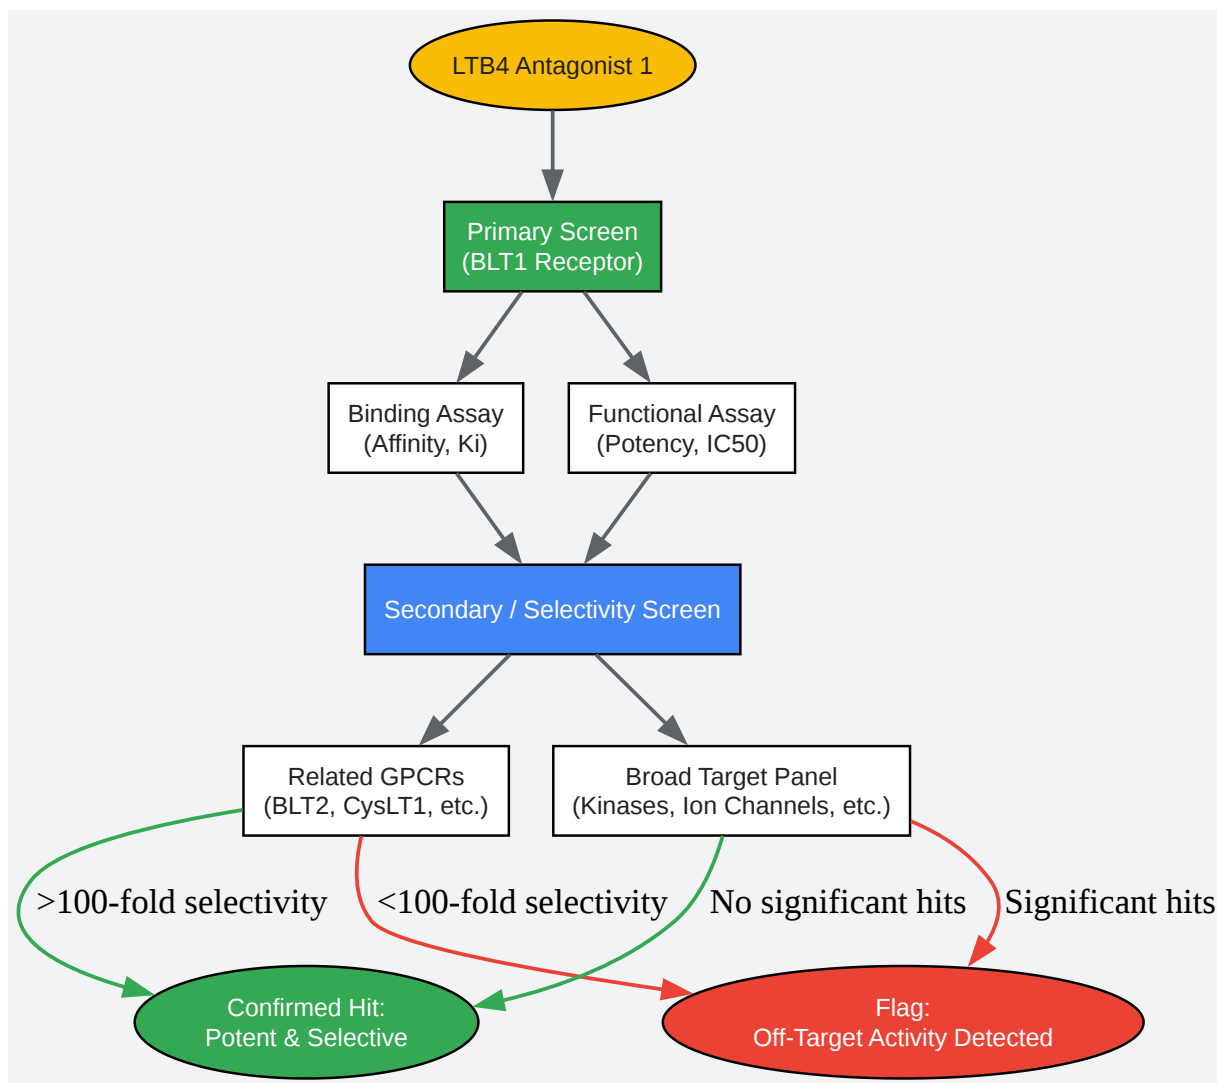 LTB4 Antagonist 1
Primary Screen
(BLT1 Receptor)
Binding Assay
(Affinity, Ki)
Functional Assay
(Potency, IC50)
Secondary / Selectivity Screen
Related GPCRs
(BLT2, CysLT1, etc.)
Broad Target Panel
(Kinases, Ion Channels, etc.)
>100-fold selectivity
<100-fold selectivity
No significant hits
Significant hits
Confirmed Hit:
Potent & Selective
Flag:
Off-Target Activity Detected